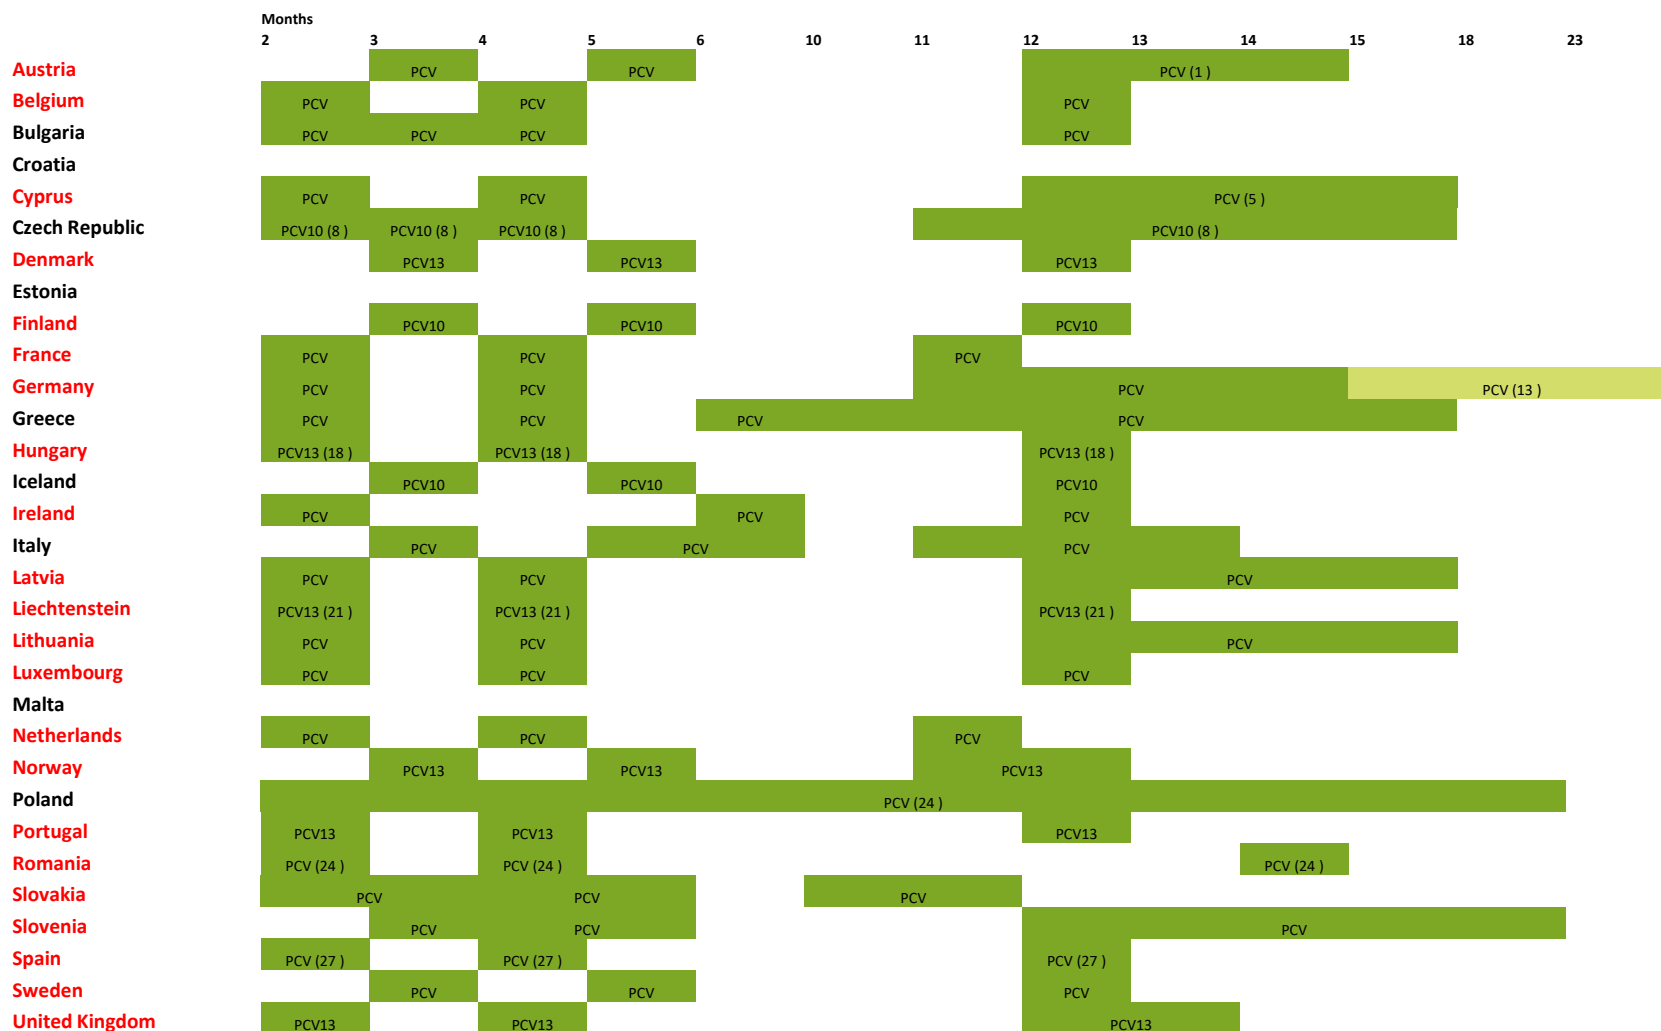 Months
2 3 4 5 6 10 11 12 13 14 15 18 23
Austria PCV PCV PCV (1 )
Belgium PCV PCV PCV
Bulgaria PCV PCV PCV PCV
Croatia
Cyprus PCV PCV PCV (5 )
Czech Republic PCV10 (8 ) PCV10 (8 ) PCV10 (8 ) PCV10 (8 )
Denmark PCV13 PCV13 PCV13
Estonia
Finland PCV10 PCV10 PCV10
France PCV PCV PCV
Germany PCV PCV PCV PCV (13 )
Greece PCV PCV PCV PCV
Hungary PCV13 (18 ) PCV13 (18 ) PCV13 (18 )
Iceland PCV10 PCV10 PCV10
Ireland PCV PCV PCV
Italy PCV PCV PCV
Latvia PCV PCV PCV
Liechtenstein PCV13 (21 ) PCV13 (21 ) PCV13 (21 )
Lithuania PCV PCV PCV
Luxembourg PCV PCV PCV
Malta
Netherlands PCV PCV PCV
Norway PCV13 PCV13 PCV13
Poland PCV (24 )
Portugal PCV13 PCV13 PCV13
Romania PCV (24 ) PCV (24 ) PCV (24 )
Slovakia PCV PCV PCV
Slovenia PCV PCV PCV
Spain PCV (27 ) PCV (27 ) PCV (27 )
Sweden PCV PCV PCV
United Kingdom PCV13 PCV13 PCV13